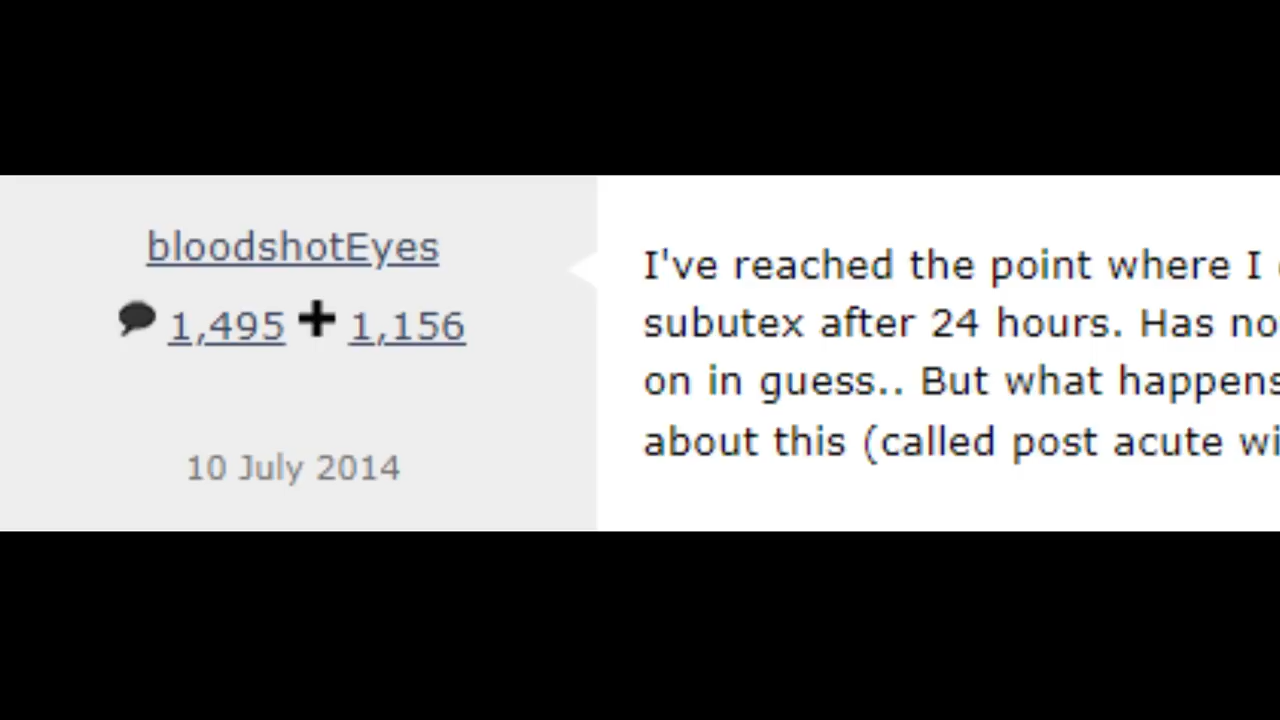 bloodshotEyes
1,495 1,156
10 July 2014
I've reached the point where I
subutex after 24 hours. Has no
on in guess.. But what happens
about this (called post acute wi